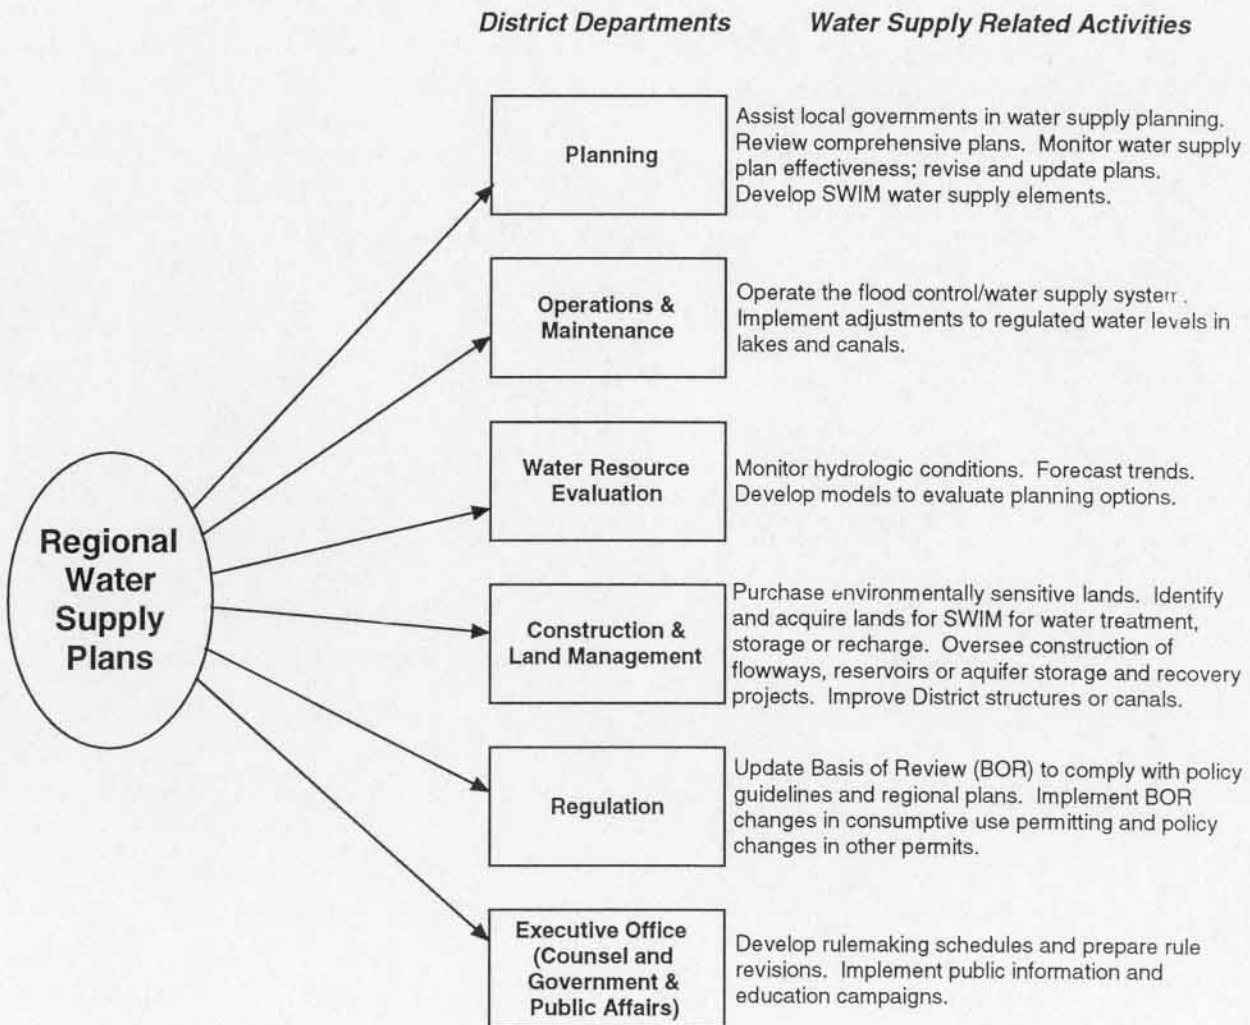 District Departments
Water Supply Related Activities
Regional
Water
Supply
Plans
Planning
Assist local governments in water supply planning.
Review comprehensive plans.  Monitor water supply
plan effectiveness; revise and update plans.
Develop SWIM water supply elements.
Operations &
Maintenance
Operate the flood control/water supply system.
Implement adjustments to regulated water levels in
lakes and canals.
Water Resource
Evaluation
Monitor hydrologic conditions.  Forecast trends.
Develop models to evaluate planning options.
Construction &
Land Management
Purchase environmentally sensitive lands.  Identify
and acquire lands for SWIM for water treatment,
storage or recharge.  Oversee construction of
flowways, reservoirs or aquifer storage and recovery
projects.  Improve District structures or canals.
Regulation
Update Basis of Review (BOR) to comply with policy
guidelines and regional plans.  Implement BOR
changes in consumptive use permitting and policy
changes in other permits.
Executive Office
(Counsel and
Government &
Public Affairs)
Develop rulemaking schedules and prepare rule
revisions.  Implement public information and
education campaigns.